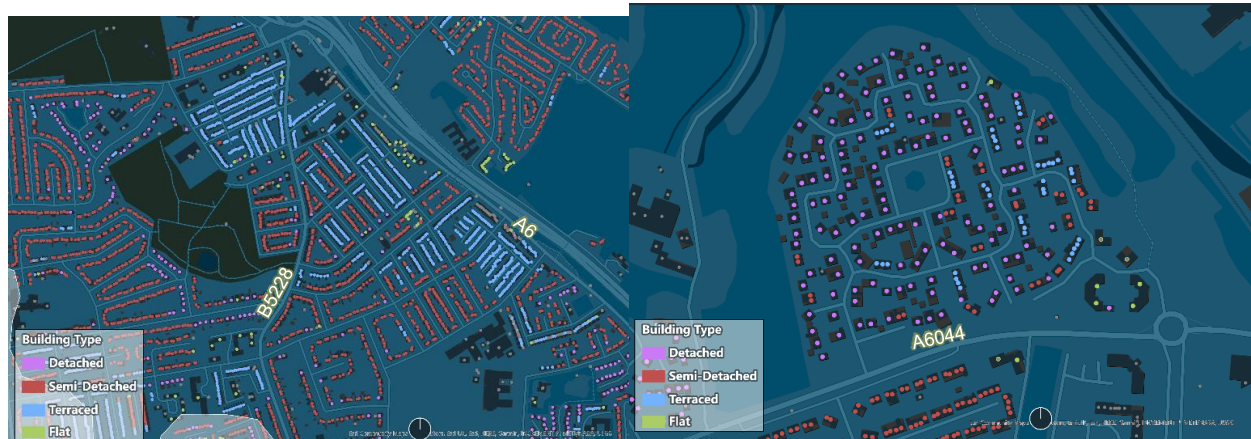 A6
B5228
Building Type
Detached
Semi-Detached
Terraced
Flat
A6044
Building Type
Detached
Semi-Detached
Terraced
Flat